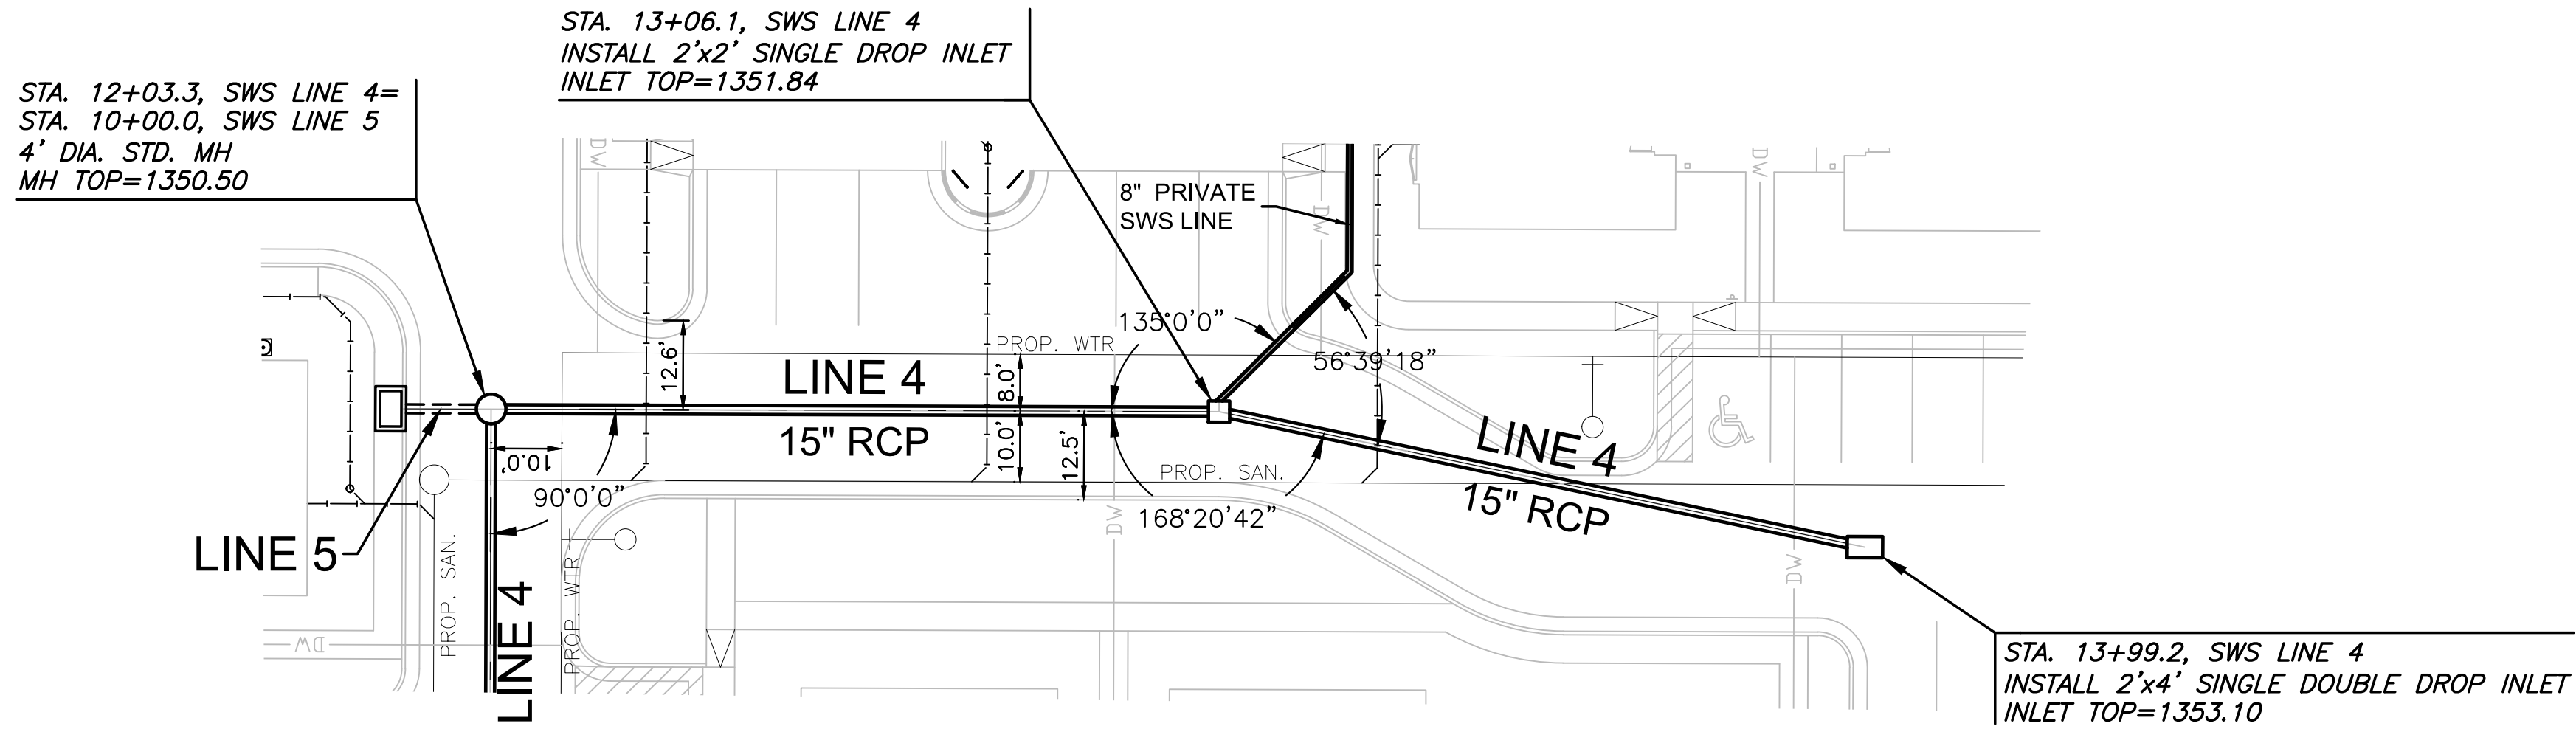 STA. 13+06.1, SWS LINE 4
INSTALL 2'x2' SINGLE DROP INLET
INLET TOP=1351.84
STA. 12+03.3, SWS LINE 4=
STA. 10+00.0, SWS LINE 5
4' DIA. STD. MH
MH TOP=1350.50
DW
DW
8" PRIVATE
SWS LINE
DW
135°0'0"
PROP. WTR
56°39'18"
12.6'
LINE 4
8.0'
15" RCP
10.0'
12.5'
LINE 4
15" RCP
10.0'
90°0'0"
PROP. SAN.
168°20'42"
DW
DW
LINE 5
PROP. SAN.
LINE 4
PROP. WTR
DW
STA. 13+99.2, SWS LINE 4
INSTALL 2'x4' SINGLE DOUBLE DROP INLET
INLET TOP=1353.10